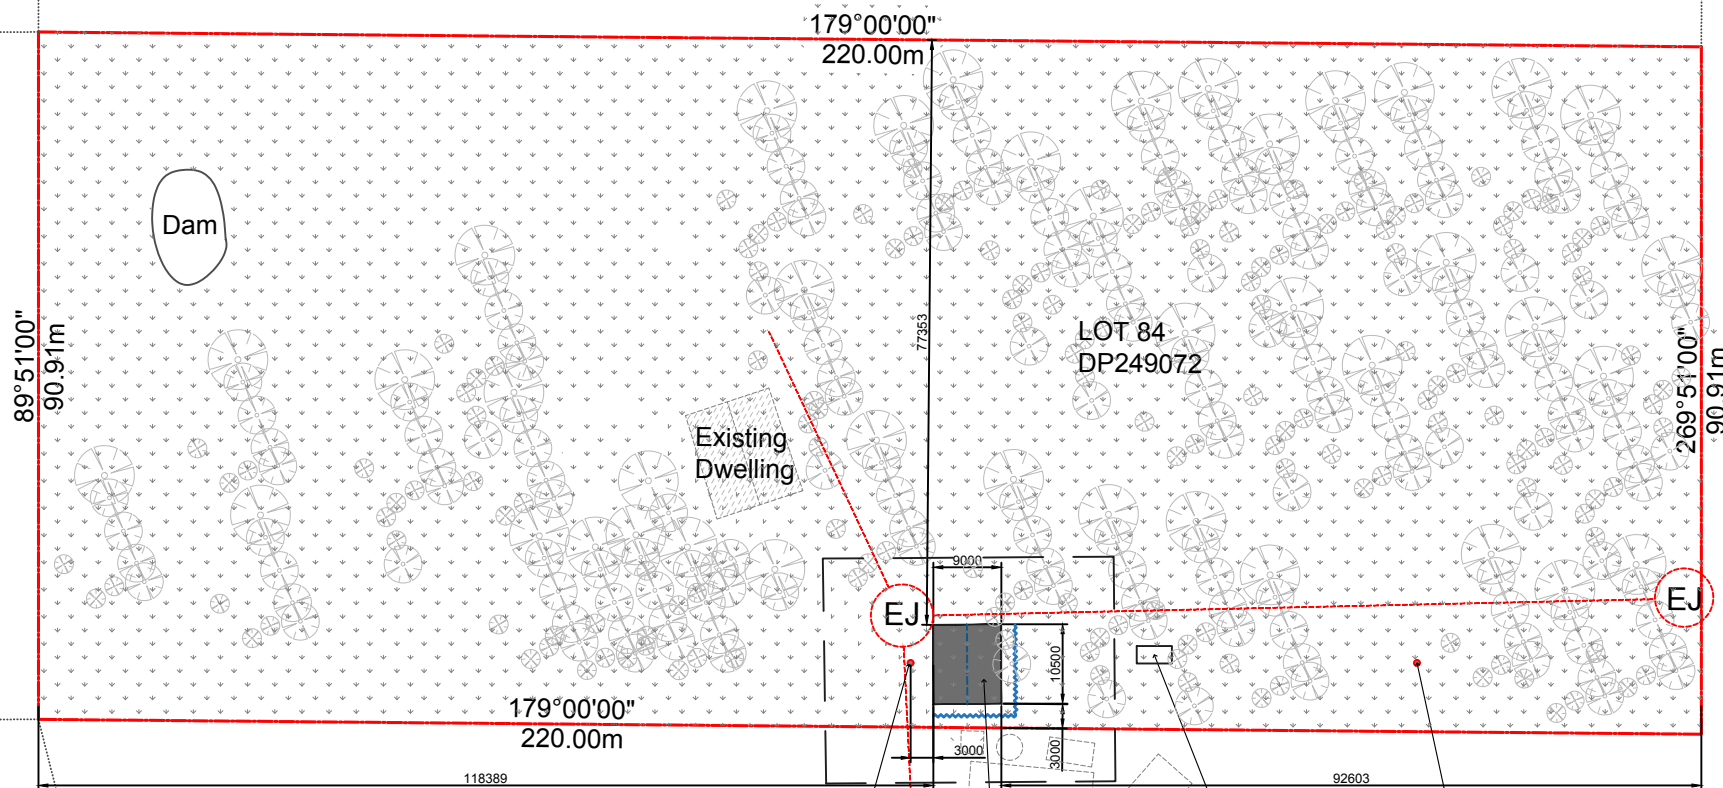 179°00'00"
220.00m
Dam
77353
LOT 84
DP249072
89°51'00"
90.91m
269°51'00"
90.91m
Existing
Dwelling
9000
EJ
EJ
10500
179°00'00"
220.00m
3000
3000
118389
92603